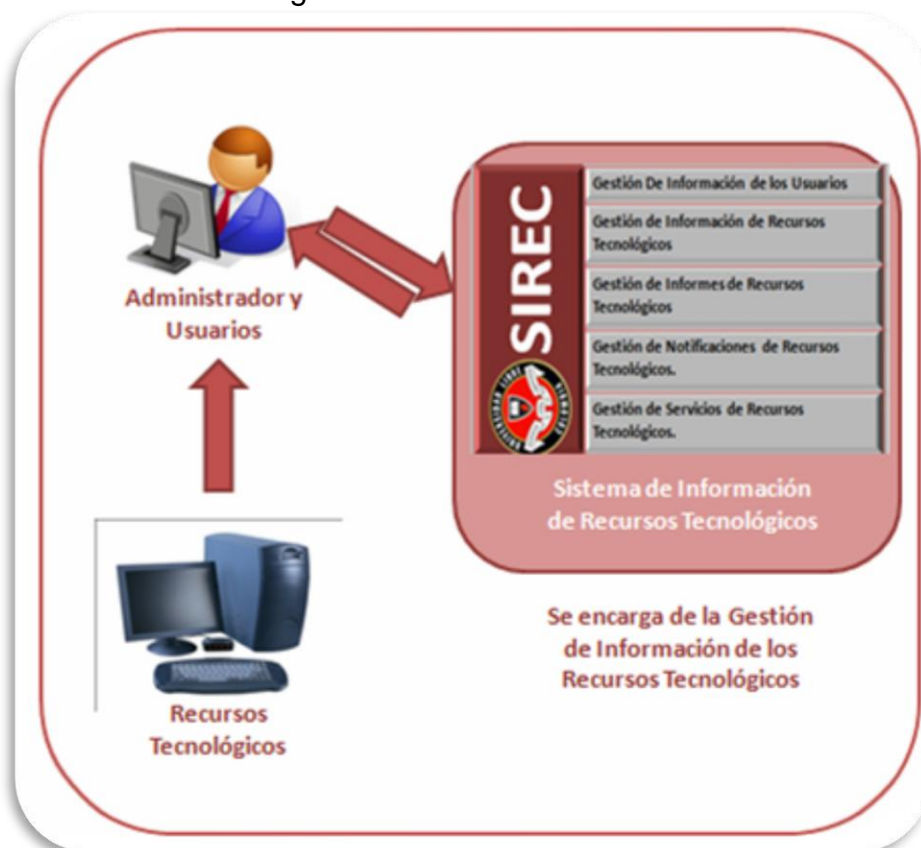 Administrador y
Usuarios
Recursos
Tecnológicos
SIREC
UNIVERSIDAD LIBRE
Gestión De Información de los Usuarios
Gestión de Información de Recursos
Tecnológicos
Gestión de Informes de Recursos
Tecnológicos
Gestión de Notificaciones de Recursos
Tecnológicos.
Gestión de Servicios de Recursos
Tecnológicos.
Sistema de Información
de Recursos Tecnológicos
Se encarga de la Gestión
de Información de los
Recursos Tecnológicos